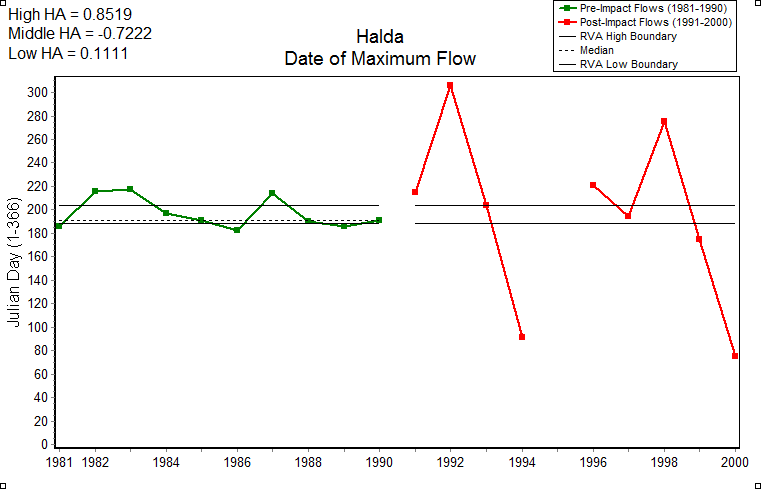 High HA = 0.8519
Middle HA = -0.7222
Low HA = 0.1111
Halda
Date of Maximum Flow
Pre-Impact Flows (1981-1990)
Post-Impact Flows (1991-2000)
RVA High Boundary
Median
RVA Low Boundary
Julian Day (1-366)
300
280
260
240
220
200
180
160
140
120
100
80
60
40
20
0
1981 1982 1984 1986 1988 1990 1992 1994 1996 1998 2000